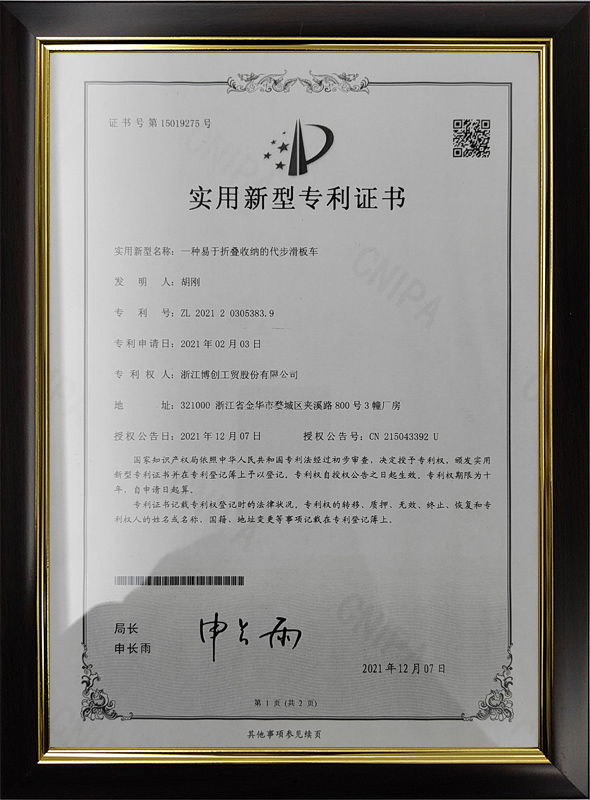 证书号第15019275号
实用新型专利证书
实用新型名称：一种易于折叠收纳的代步滑板车
发明人：胡刚
专利号：ZL 2021 2 0305383.9
专利申请日：2021年02月03日
专利权人：浙江博创工贸股份有限公司
地址：321000 浙江省金华市婺城区夹溪路800号3幢厂房
授权公告日：2021年12月07日 授权公告号：CN 215043392 U
国家知识产权局依照中华人民共和国专利法经过初步审查，决定授予专利权，颁发实用
新型专利证书并在专利登记簿上予以登记，专利权自授权公告之日起生效。专利权期限为十
年，自申请日起算。
专利证书记载专利权登记时的法律状况。专利权的转移、质押、无效、终止、恢复和专
利权人的姓名或名称、国籍、地址变更等事项记载在专利登记簿上。
局长
申长雨
申长雨
2021年12月07日
第 1 页 (共 2 页)
其他事项参见续页
CNIPA
CNIPA